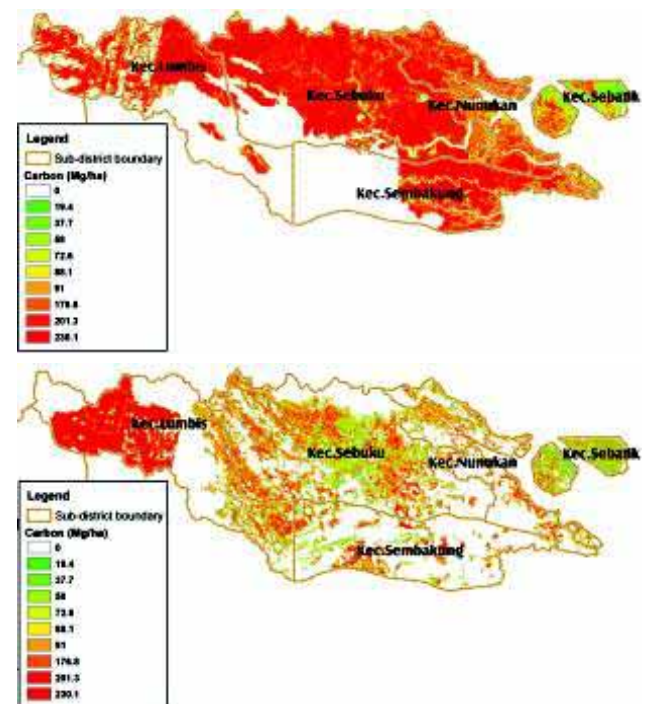 Kec.Lumbis
Kec.Sebuku
Kec.Nunukan
Kec.Sebatik
Kec.Sembakung
Legend
Sub-district boundary
Carbon (Mg/ha)
0
19.4
37.7
58
72.6
88.1
91
176.8
201.3
230.1
Kec.Lumbis
Kec.Sebuku
Kec.Nunukan
Kec.Sebatik
Kec.Sembakung
Legend
Sub-district boundary
Carbon (Mg/ha)
0
19.4
37.7
58
72.6
88.1
91
176.8
201.3
230.1